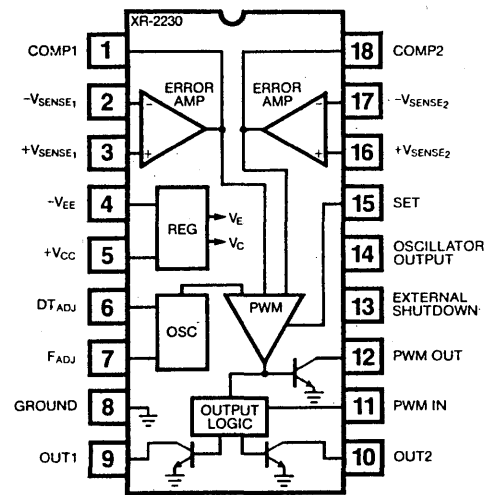 XR-2230
COMP1 1
18 COMP2
ERROR AMP
ERROR AMP
-VSENSE1 2
17 -VSENSE2
+VSENSE1 3
16 +VSENSE2
-VEE 4
15 SET
REG
VE
VC
+VCC 5
14 OSCILLATOR OUTPUT
DTADJ 6
13 EXTERNAL SHUTDOWN
OSC
PWM
FADJ 7
12 PWM OUT
GROUND 8
OUTPUT LOGIC
11 PWM IN
OUT1 9
10 OUT2
- +
- +